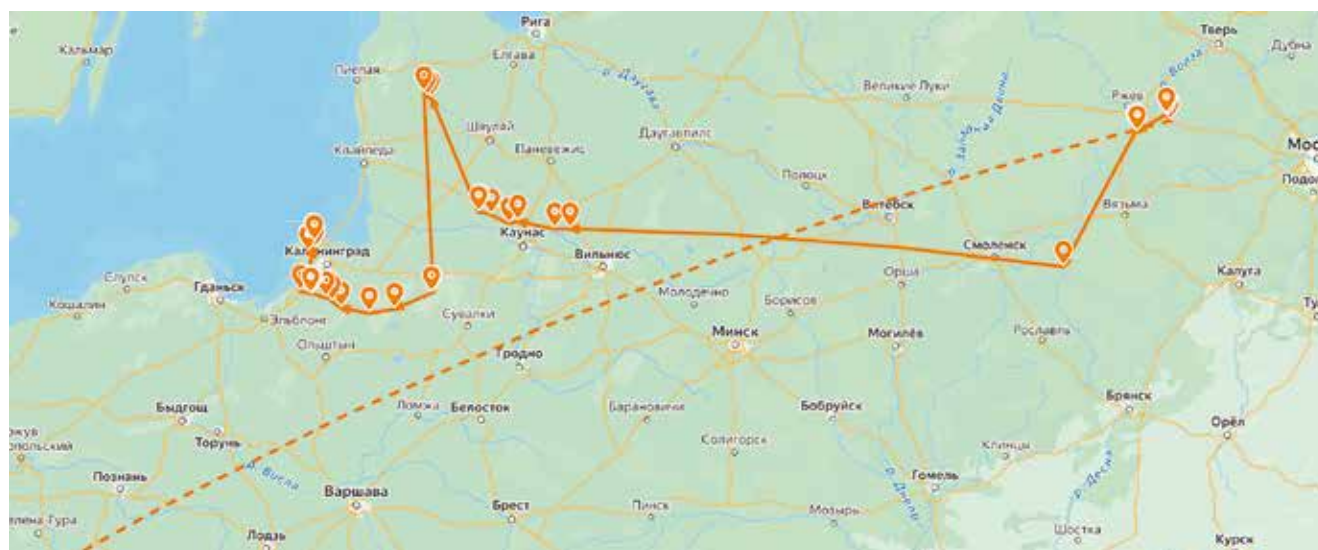 Рига
Тверь
Кальмар
Дубна
Елгава
Лиепая
р. Даугава
р. Волга
Великие Луки
Ржев
Шяуляй
Даугавпилс
Мос
Паневежис
Клайпеда
Подол
Полоцк
Витебск
Вязьма
Каунас
Смоленск
Калининград
Вильнюс
Орша
Калуга
Слупск
Гданьск
Молодечно
Кошалин
Борисов
Эльблонг
Сувалки
Минск
Могилёв
Рославль
Ольштын
Гродно
Брянск
Быдгощ
Ломжа
Белосток
Барановичи
Бобруйск
Орёл
Торунь
Солигорск
Клинцы
р. Висла
Познань
Гомель
р. Десна
Варшава
р. Днепр
Брест
Пинск
Мозырь
Лодзь
Шостка
Курск